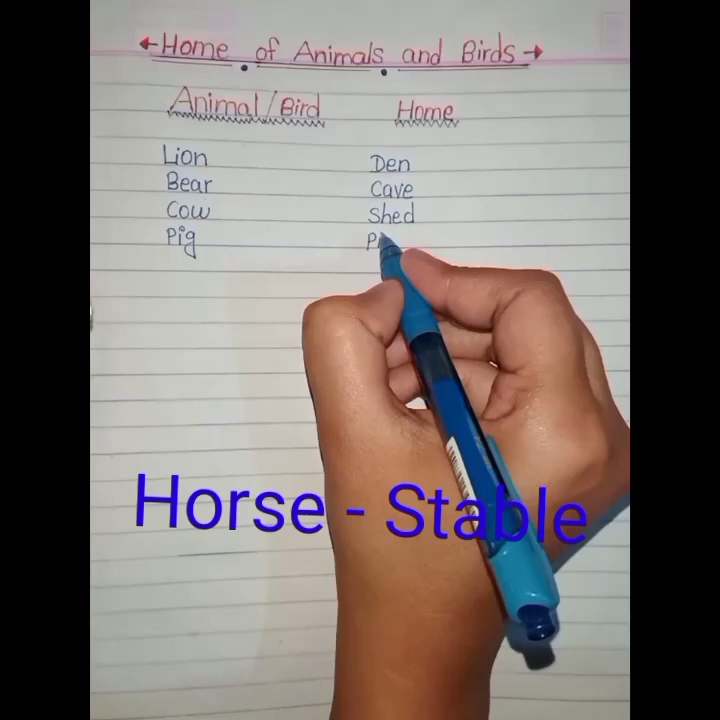 Home of Animals and Birds
Animal/Bird Home
Lion Den
Bear Cave
Cow Shed
Pig
Horse - Stable